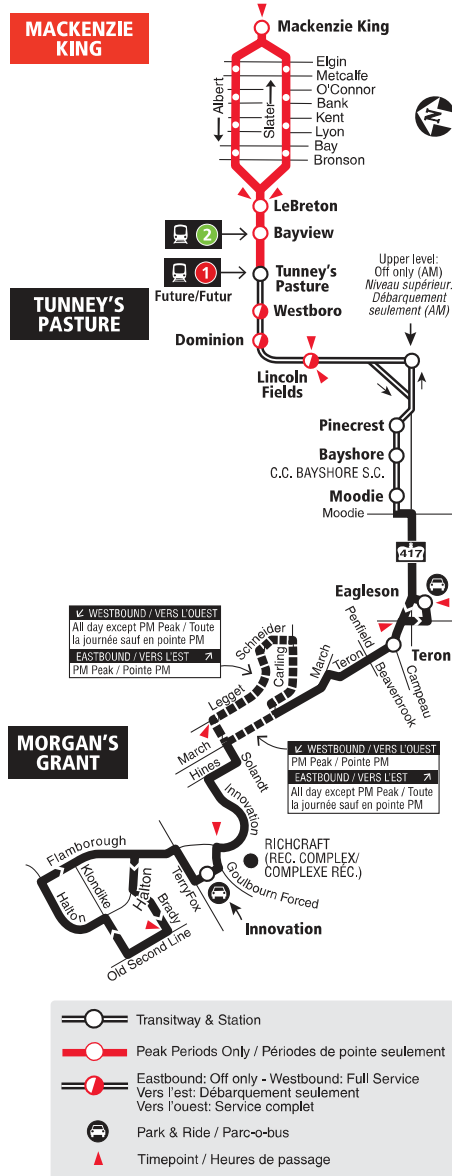 MACKENZIE
KING
Mackenzie King
Elgin
Metcalfe
O'Connor
Bank
Kent
Lyon
Bay
Bronson
Albert
Slater
N
LeBreton
2
Bayview
1
Future/Futur
Tunney's
Pasture
TUNNEY'S
PASTURE
Westboro
Dominion
Lincoln
Fields
Upper level:
Off only (AM)
Niveau supérieur:
Débarquement
seulement (AM)
Pinecrest
Bayshore
C.C. BAYSHORE S.C.
Moodie
Moodie
417
Eagleson
Teron
WESTBOUND / VERS L'OUEST
All day except PM Peak / Toute
la journée sauf en pointe PM
EASTBOUND / VERS L'EST
PM Peak / Pointe PM
Schneider
Carling
Legget
March
Teron
Penfield
Beaverbrook
Campeau
MORGAN'S
GRANT
March
Hines
Solandt
WESTBOUND / VERS L'OUEST
PM Peak / Pointe PM
EASTBOUND / VERS L'EST
All day except PM Peak / Toute
la journée sauf en pointe PM
Innovation
RICHCRAFT
(REC. COMPLEX/
COMPLEXE RÉC.)
Flamborough
Klondike
Halton
Halton
Brady
TerryFox
Goulbourn Forced
Old Second Line
Innovation
Transitway & Station
Peak Periods Only / Périodes de pointe seulement
Eastbound: Off only - Westbound: Full Service
Vers l'est: Débarquement seulement
Vers l'ouest: Service complet
Park & Ride / Parc-o-bus
Timepoint / Heures de passage